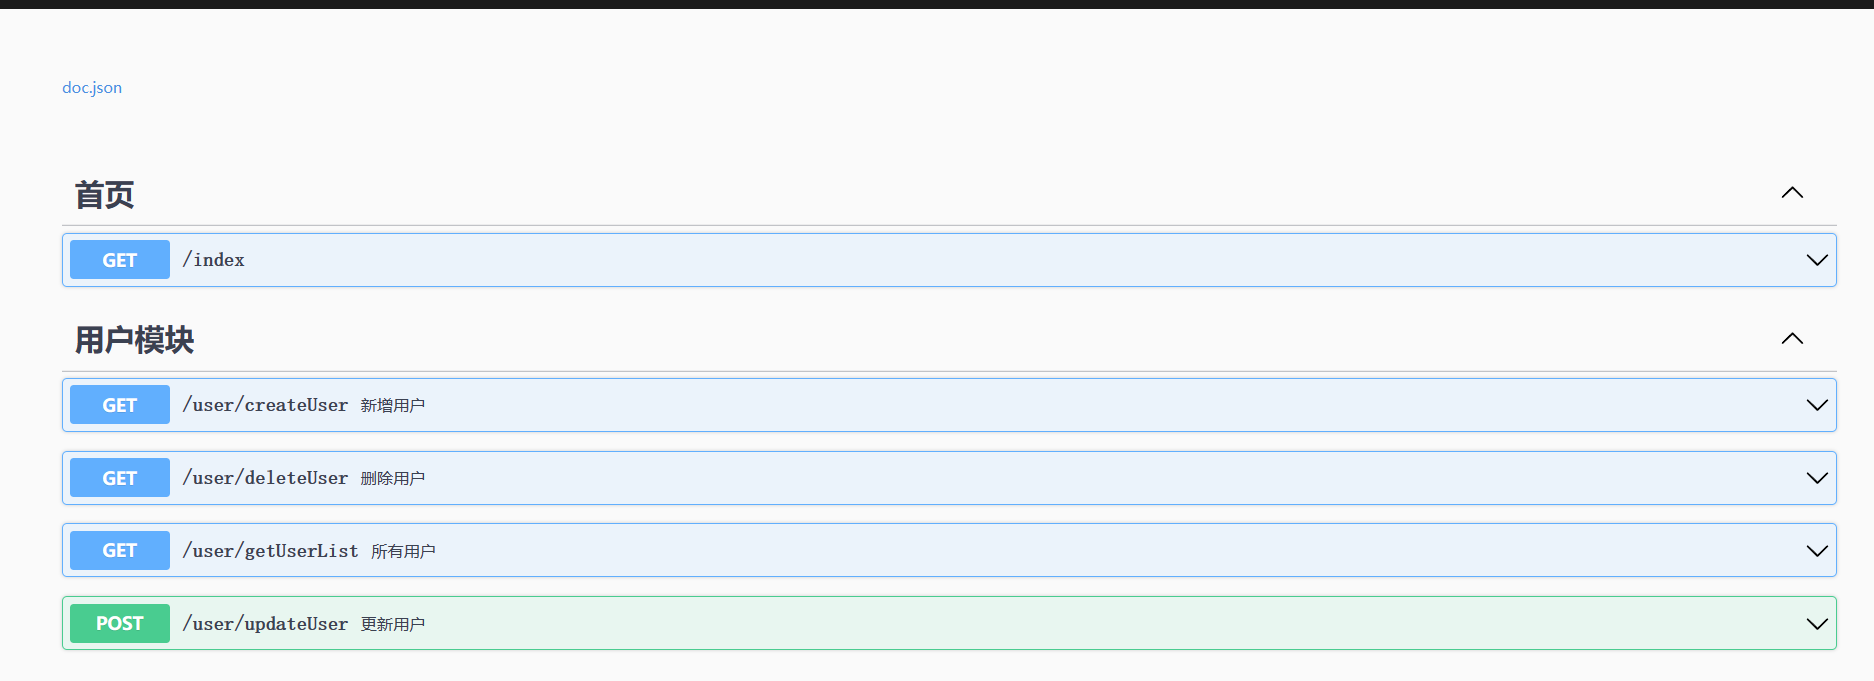 doc.json
首页
GET /index
用户模块
GET /user/createUser 新增用户
GET /user/deleteUser 删除用户
GET /user/getUserList 所有用户
POST /user/updateUser 更新用户